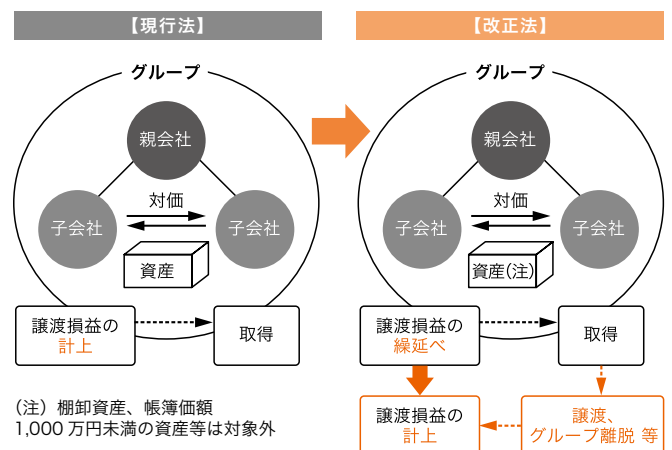 【現行法】
グループ
親会社
子会社
対価
子会社
資産
譲渡損益の
計上
取得
(注)棚卸資産、帳簿価額
1,000万円未満の資産等は対象外
【改正法】
グループ
親会社
子会社
対価
子会社
資産(注)
譲渡損益の
繰延べ
取得
譲渡損益の
計上
譲渡、
グループ離脱 等